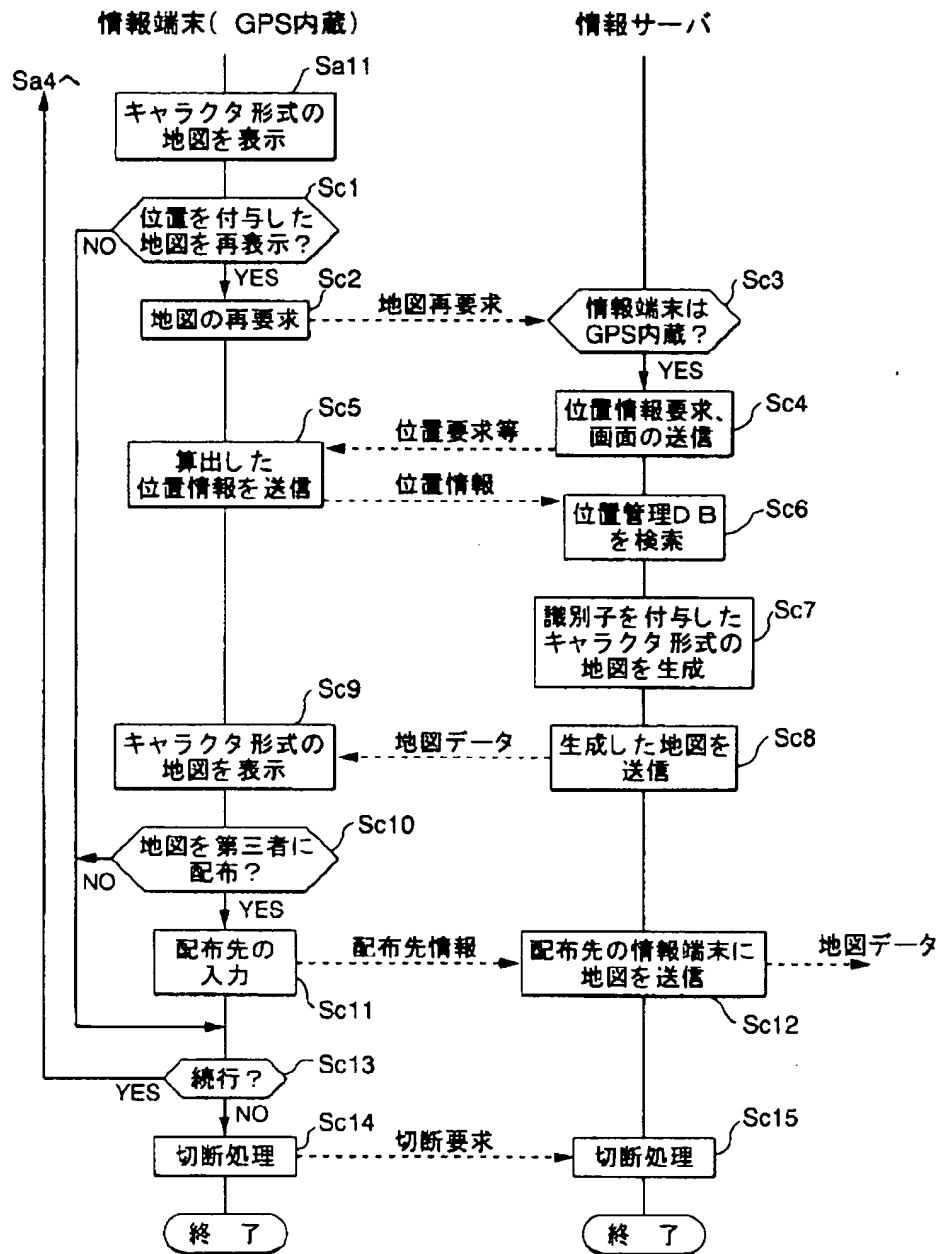 情報端末( GPS内蔵)
情報サーバ
Sa4へ
Sa11
キャラクタ形式の
地図を表示
Sc1
位置を付与した
地図を再表示?
NO
YES
Sc2
地図の再要求
地図再要求
Sc3
情報端末は
GPS内蔵?
YES
Sc4
位置情報要求、
画面の送信
位置要求等
Sc5
算出した
位置情報を送信
位置情報
Sc6
位置管理DB
を検索
Sc7
識別子を付与した
キャラクタ形式の
地図を生成
Sc8
生成した地図を
送信
地図データ
Sc9
キャラクタ形式の
地図を表示
Sc10
地図を第三者に
配布?
NO
YES
配布先の
入力
Sc11
配布先情報
配布先の情報端末に
地図を送信
Sc12
地図データ
Sc13
続行?
YES
NO
Sc14
切断処理
切断要求
Sc15
切断処理
終 了
終 了